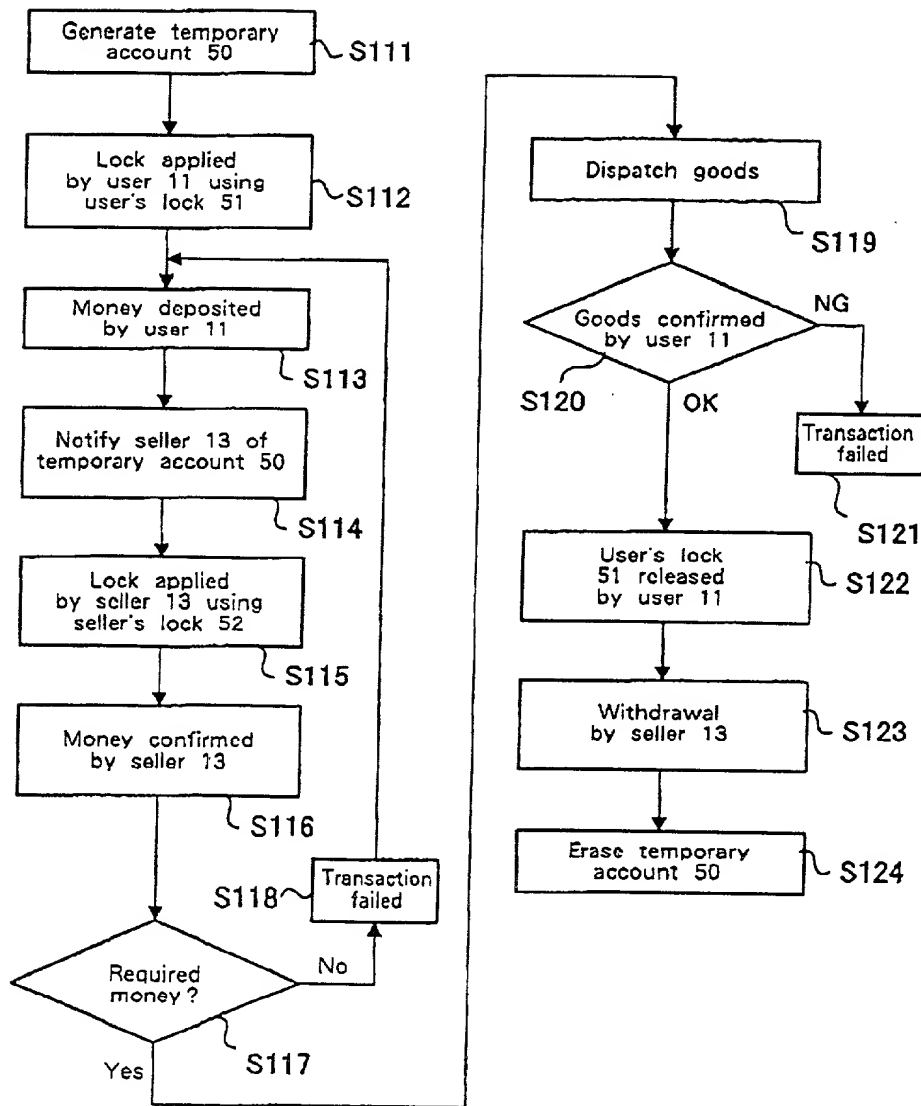 Generate temporary
account 50
S111
Lock applied
by user 11 using
user's lock 51
S112
Money deposited
by user 11
S113
Notify seller 13 of
temporary account 50
S114
Lock applied
by seller 13 using
seller's lock 52
S115
Money confirmed
by seller 13
S116
S118
Transaction
failed
Required
money?
No
Yes
S117
Dispatch goods
S119
Goods confirmed
by user 11
NG
S120
OK
Transaction
failed
S121
User's lock
51 released
by user 11
S122
Withdrawal
by seller 13
S123
Erase temporary
account 50
S124